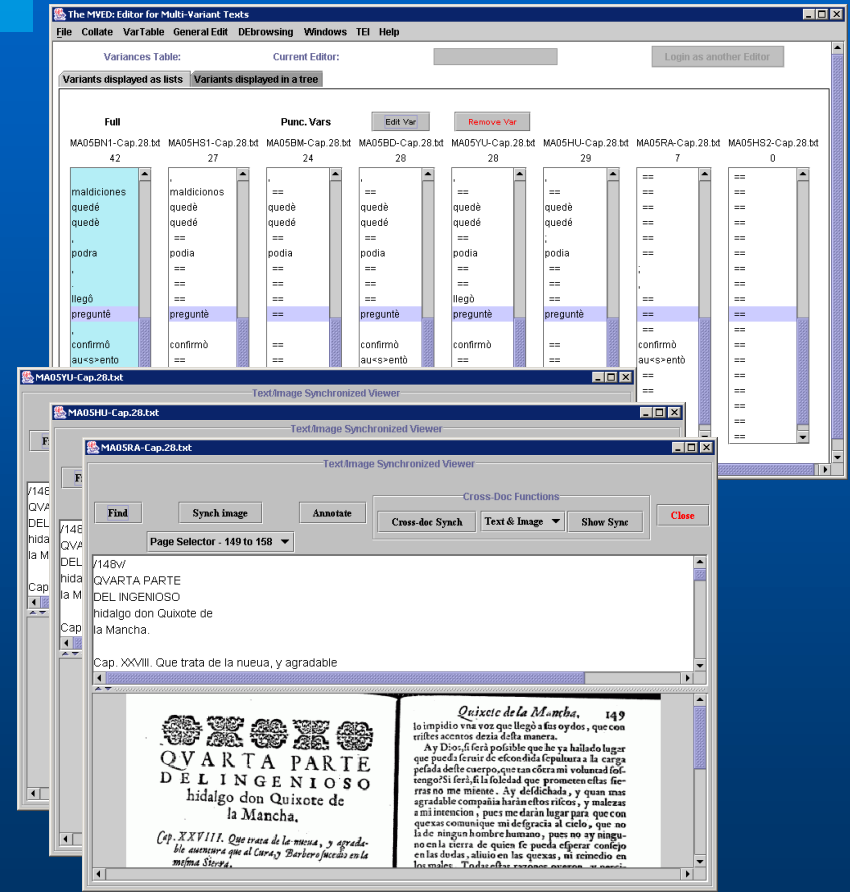 The MVED: Editor for Multi-Variant Texts
File Collate VarTable General Edit DEbrowsing Windows TEI Help
Variances Table: Current Editor: Login as another Editor
Variants displayed as lists Variants displayed in a tree
Full Punc. Vars Edit Var Remove Var
MA05BN1-Cap.28.txt MA05HS1-Cap.28.txt MA05BM-Cap.28.txt MA05BD-Cap.28.txt MA05YU-Cap.28.txt MA05HU-Cap.28.txt MA05RA-Cap.28.txt MA05HS2-Cap.28.txt
42 27 24 28 28 29 7 0
, , , , , == ==
maldiciones maldicionos == == == == == ==
quedé quedè quedè quedè quedè quedè == ==
quedè quedé quedé quedé quedé quedé == ==
, == == == == ; == ==
podra podia podia podia podia podia == ==
, == == == == == ; ==
. == == == == == , ==
llegô == == == llegò == == ==
preguntè preguntè == preguntè preguntè preguntè == ==
, == ==
confirmô confirmò == confirmò confirmò confirmò confirmò ==
au<s>ento == == au<s>entò == == au<s>entò ==
== ==
== ==
==
==
== ==
MA05YU-Cap.28.txt
Text/Image Synchronized Viewer
MA05HU-Cap.28.txt
Text/Image Synchronized Viewer
MA05RA-Cap.28.txt
Text/Image Synchronized Viewer
Cross-Doc Functions
Find Synch image Annotate Cross-doc Synch Text & Image Show Sync Close
Page Selector - 149 to 158
/148v/
QVARTA PARTE
DEL INGENIOSO
hidalgo don Quixote de
la Mancha.
Cap. XXVIII. Que trata de la nueua, y agradable
QVARTA PARTE
DEL INGENIOSO
hidalgo don Quixote de
la Mancha.
Cap. XXVIII. Que trata de la nueua, y agrada-
ble auentura que al Cura, y Barbero sucedio en la
mesma Sierra.
Quixote de la Mancha, 149
lo impidio vna voz que llegò a sus oydos, que con
tristes accentos dezia desta manera.
Ay Dios, si serà possible que he ya hallado lugar
que pueda seruir de escondida sepultura a la carga
pesada deste cuerpo, que tan cõtra mi voluntad sos-
tengo? Si serà, si la soledad que prometen estas sie-
rras no me miente. Ay desdichada, y quan mas
agradable compañia haràn estos riscos, y malezas
a mi intencion, pues me daràn lugar para que con
quexas comunique mi desgracia al cielo, que no
la de ningun hombre humano, pues no ay ningu-
no en la tierra de quien se pueda esperar consejo
en las dudas, aliuio en las quexas, ni remedio en
los males. Todas estas razones oyeron